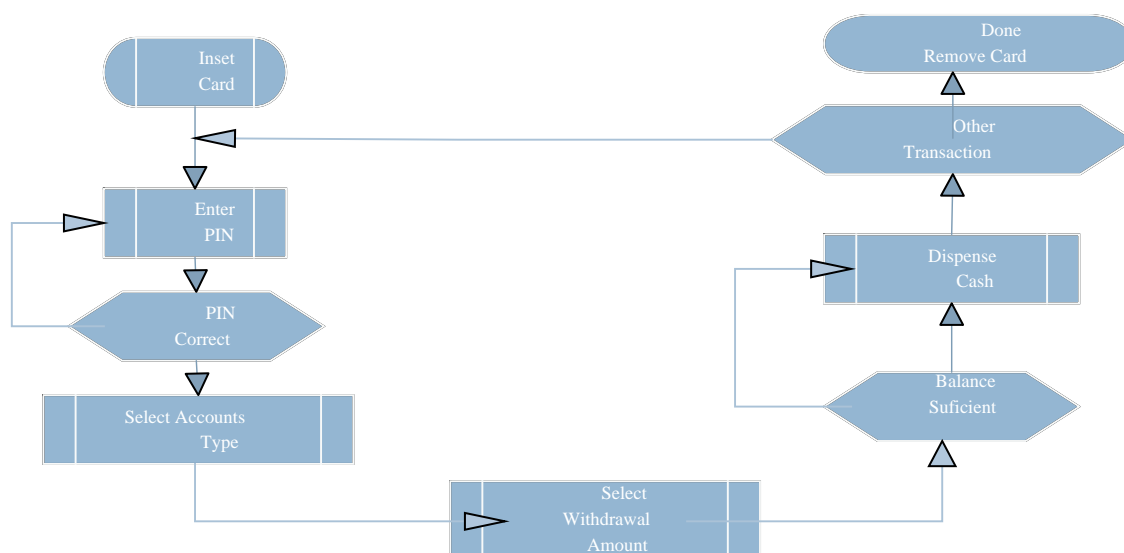 Inset
Card
Enter
PIN
PIN
Correct
Select Accounts
Type
Select
Withdrawal
Amount
Balance
Suficient
Dispense
Cash
Other
Transaction
Done
Remove Card